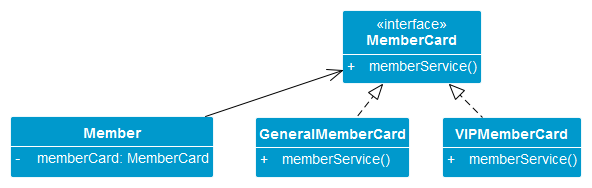 «interface»
MemberCard
+ memberService()
Member
- memberCard: MemberCard
GeneralMemberCard
+ memberService()
VIPMemberCard
+ memberService()